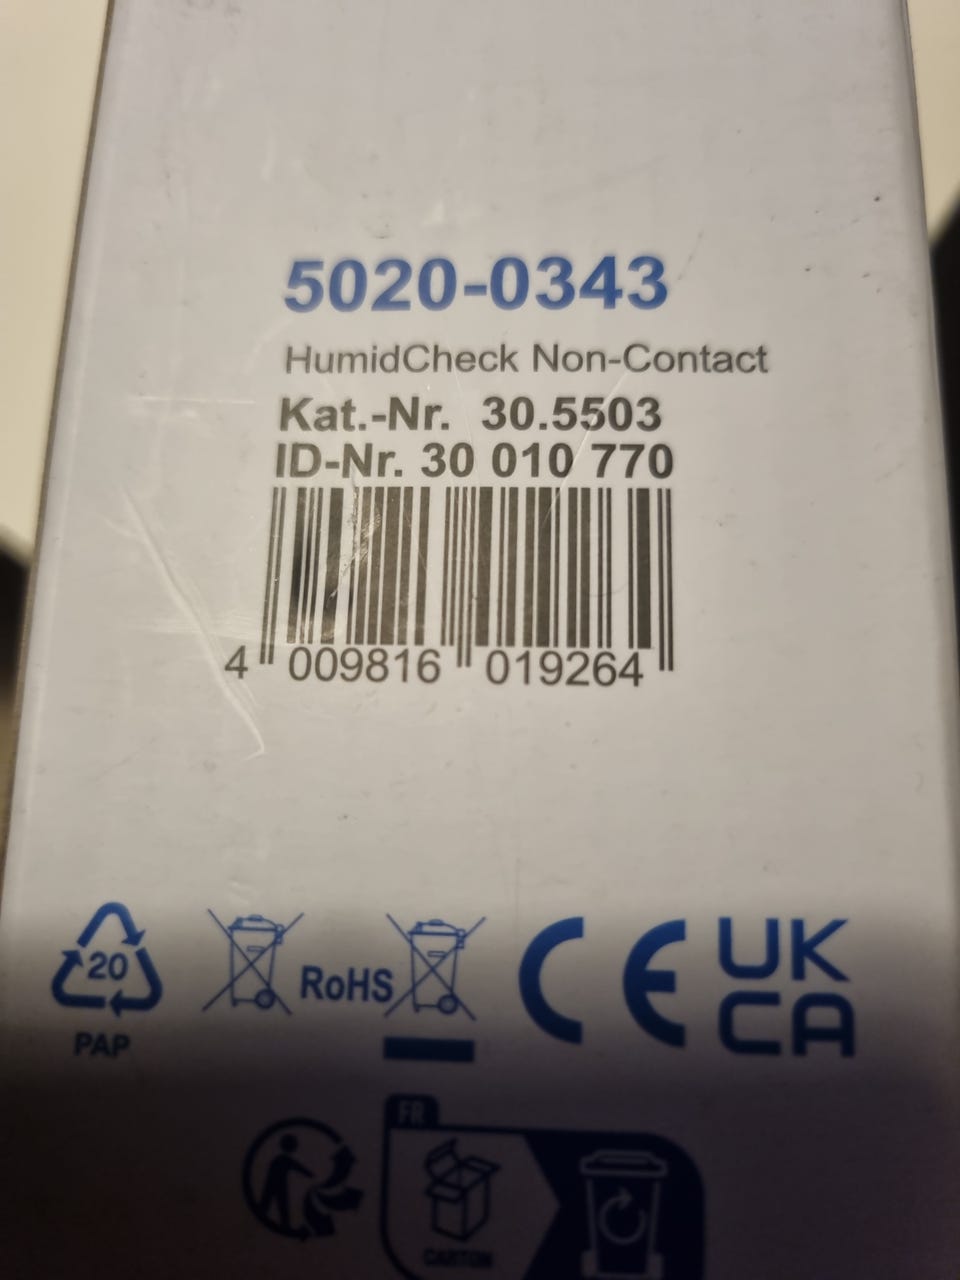 5020-0343
HumidCheck Non-Contact
Kat.-Nr. 30.5503
ID-Nr. 30 010 770
4 009816 019264
20
PAP
RoHS
CE
UK
CA
FR
CARTON